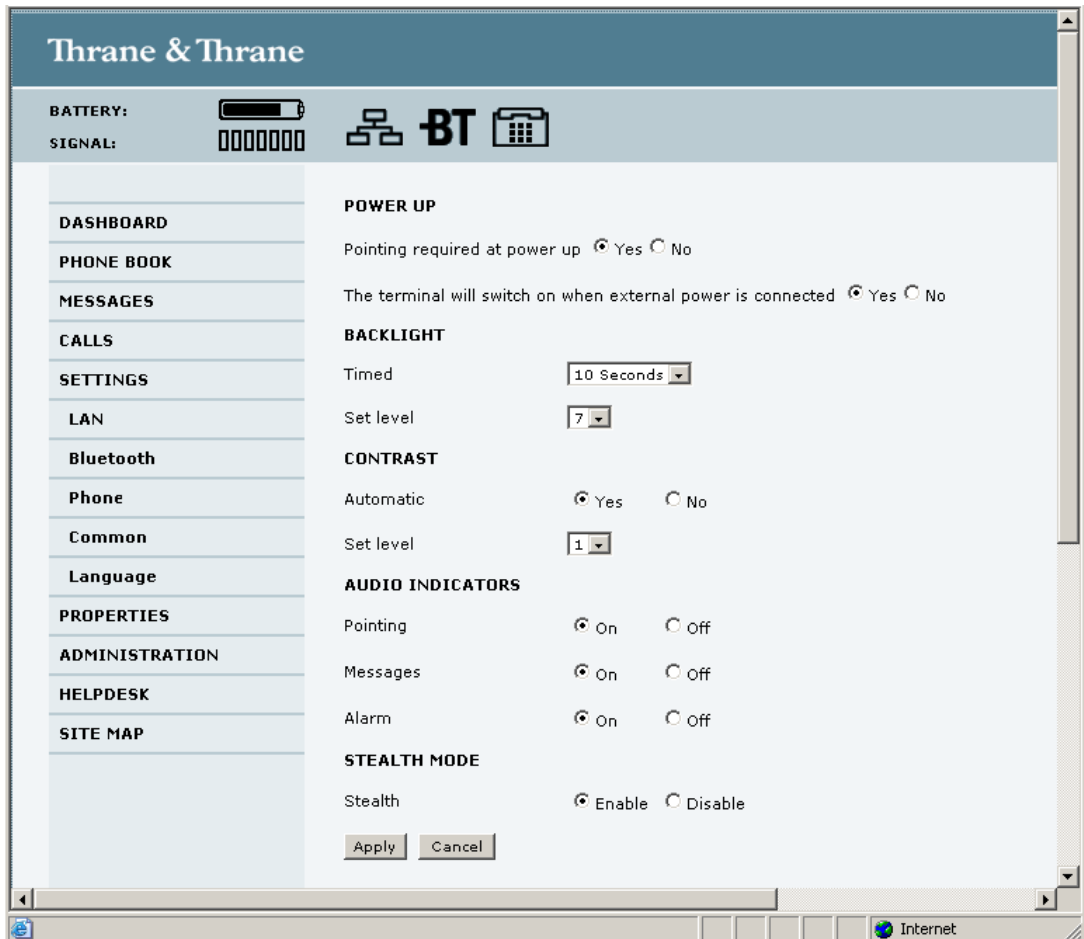 Thrane & Thrane
BATTERY:
SIGNAL:
BT
DASHBOARD
PHONE BOOK
MESSAGES
CALLS
SETTINGS
LAN
Bluetooth
Phone
Common
Language
PROPERTIES
ADMINISTRATION
HELPDESK
SITE MAP
POWER UP
Pointing required at power up Yes No
The terminal will switch on when external power is connected Yes No
BACKLIGHT
Timed 10 Seconds
Set level 7
CONTRAST
Automatic Yes No
Set level 1
AUDIO INDICATORS
Pointing On Off
Messages On Off
Alarm On Off
STEALTH MODE
Stealth Enable Disable
Apply Cancel
Internet